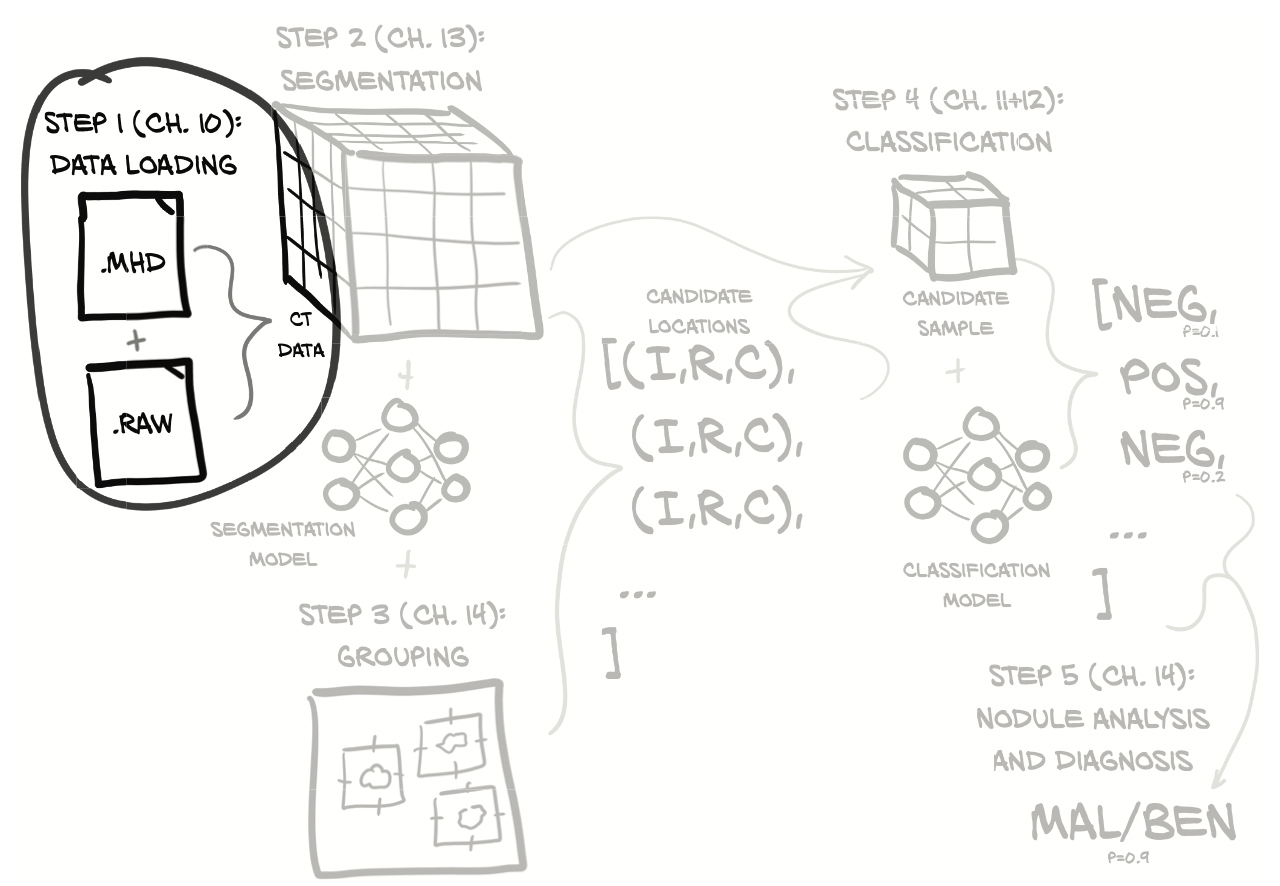 STEP 1 (CH. 10):
DATA LOADING
.MHD
+
.RAW
CT
DATA
STEP 2 (CH. 13):
SEGMENTATION
+
SEGMENTATION
MODEL
+
STEP 3 (CH. 14):
GROUPING
CANDIDATE
LOCATIONS
[(I,R,C),
(I,R,C),
(I,R,C),
...
]
STEP 4 (CH. 11+12):
CLASSIFICATION
CANDIDATE
SAMPLE
+
CLASSIFICATION
MODEL
[NEG,
P=0.1
POS,
P=0.9
NEG,
P=0.2
...
]
STEP 5 (CH. 14):
NODULE ANALYSIS
AND DIAGNOSIS
MAL/BEN
P=0.9